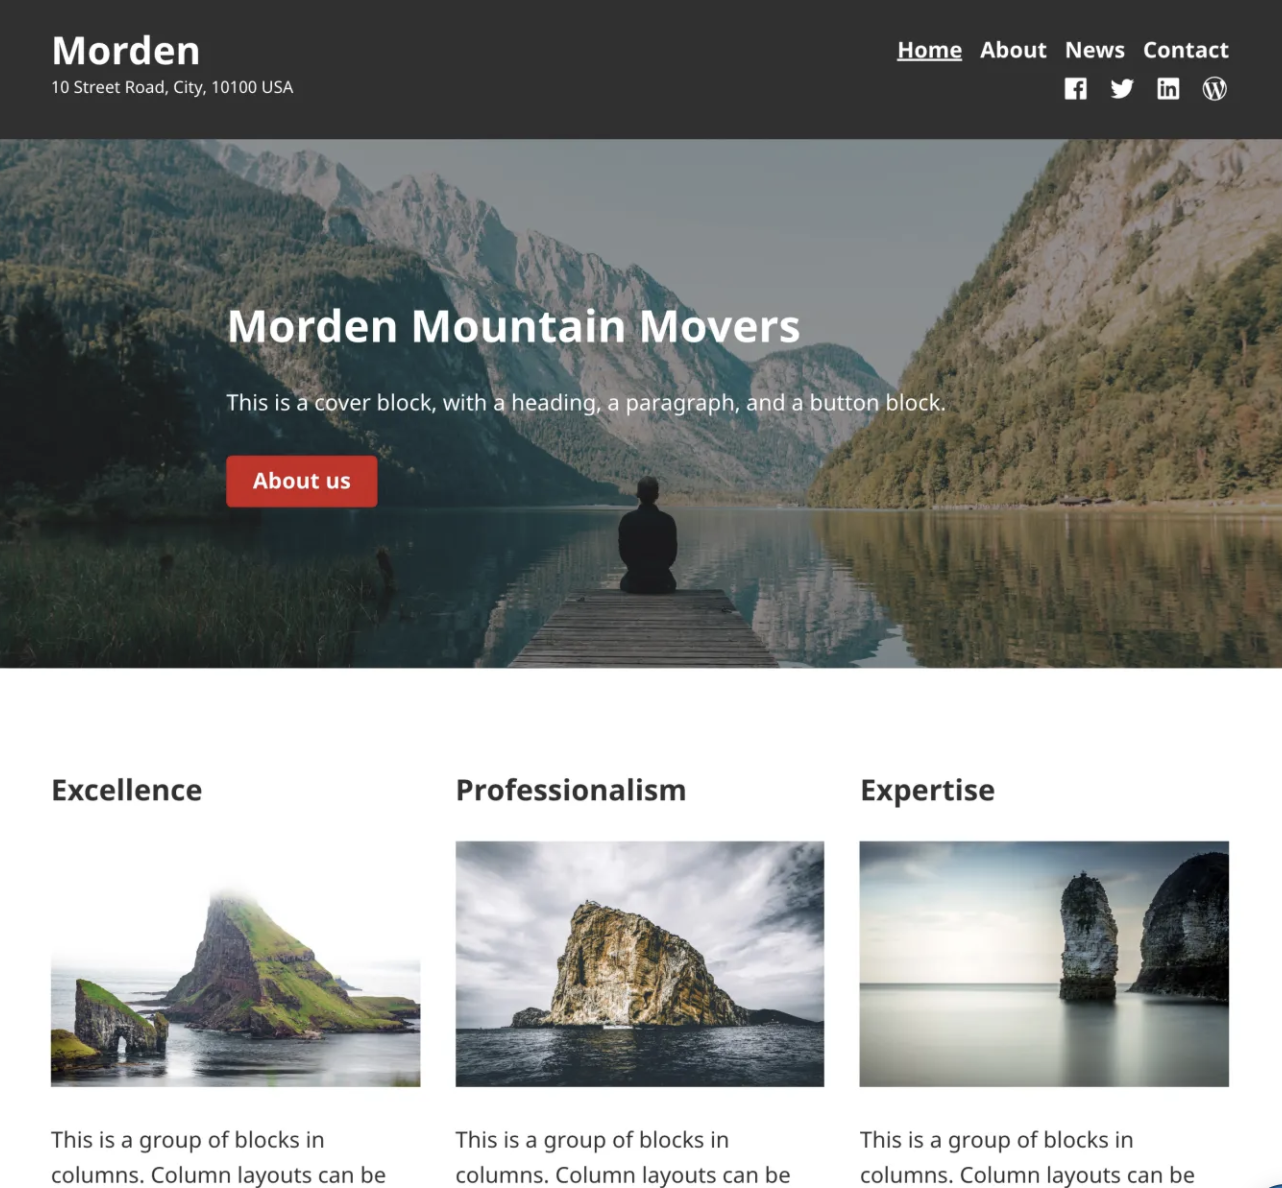 Morden
10 Street Road, City, 10100 USA
Home About News Contact
Morden Mountain Movers
This is a cover block, with a heading, a paragraph, and a button block.
About us
Excellence
This is a group of blocks in
columns. Column layouts can be
Professionalism
This is a group of blocks in
columns. Column layouts can be
Expertise
This is a group of blocks in
columns. Column layouts can be